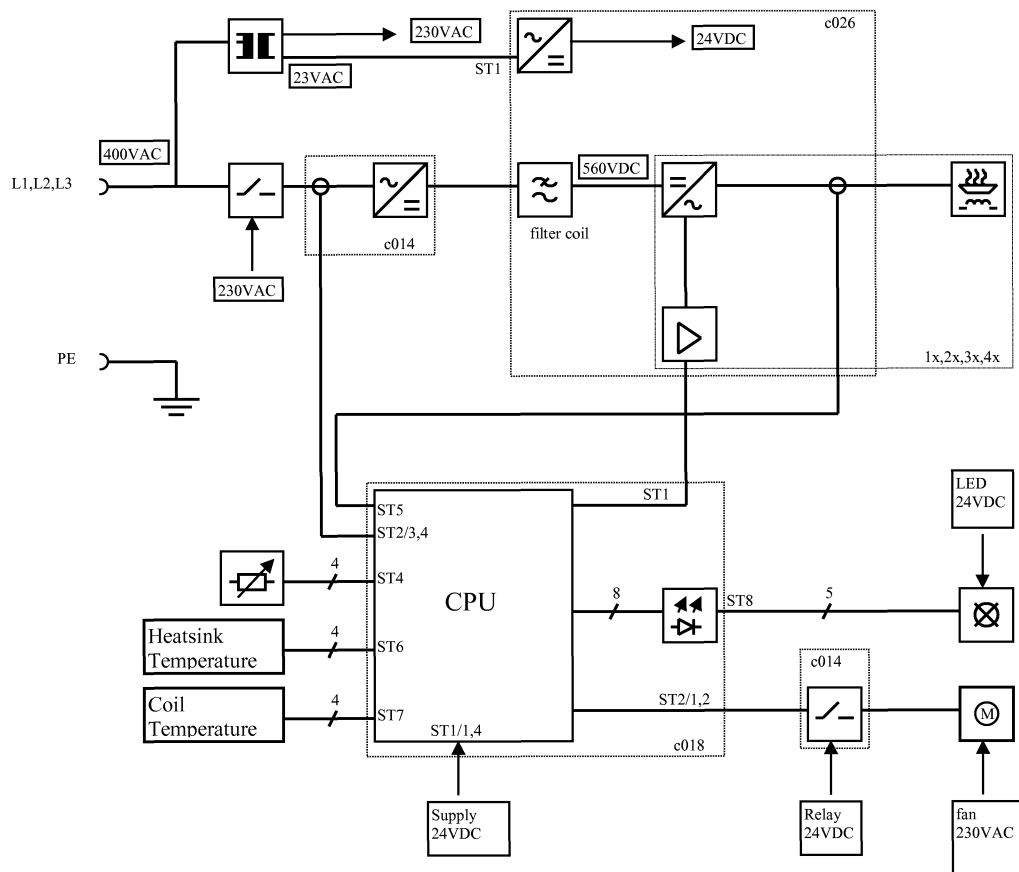 c026
230VAC
24VDC
23VAC
ST1
400VAC
560VDC
L1,L2,L3
filter coil
c014
230VAC
PE
1x,2x,3x,4x
LED
24VDC
ST1
ST5
ST2/3,4
4
ST4
CPU
8
ST8
5
Heatsink
Temperature
4
ST6
c014
Coil
Temperature
4
ST7
ST2/1,2
M
ST1/1,4
c018
Supply
24VDC
Relay
24VDC
fan
230VAC